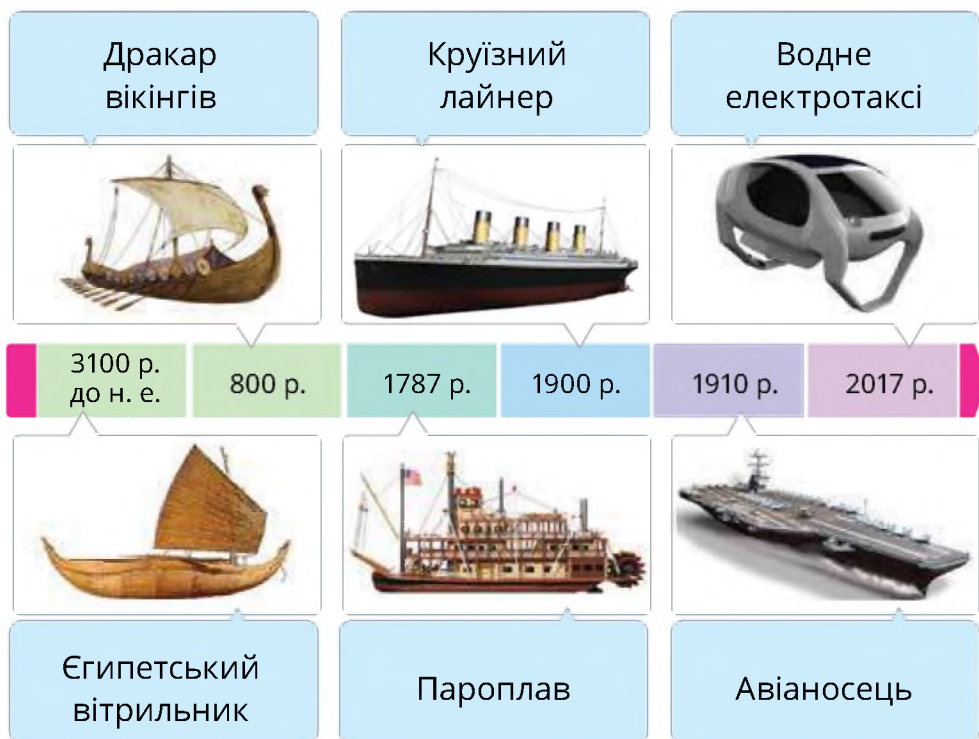 Дракар
вікінгів
Круїзний
лайнер
Водне
електротаксі
3100 р.
до н. е.
800 р.
1787 р.
1900 р.
1910 р.
2017 р.
Єгипетський
вітрильник
Пароплав
Авіаносець